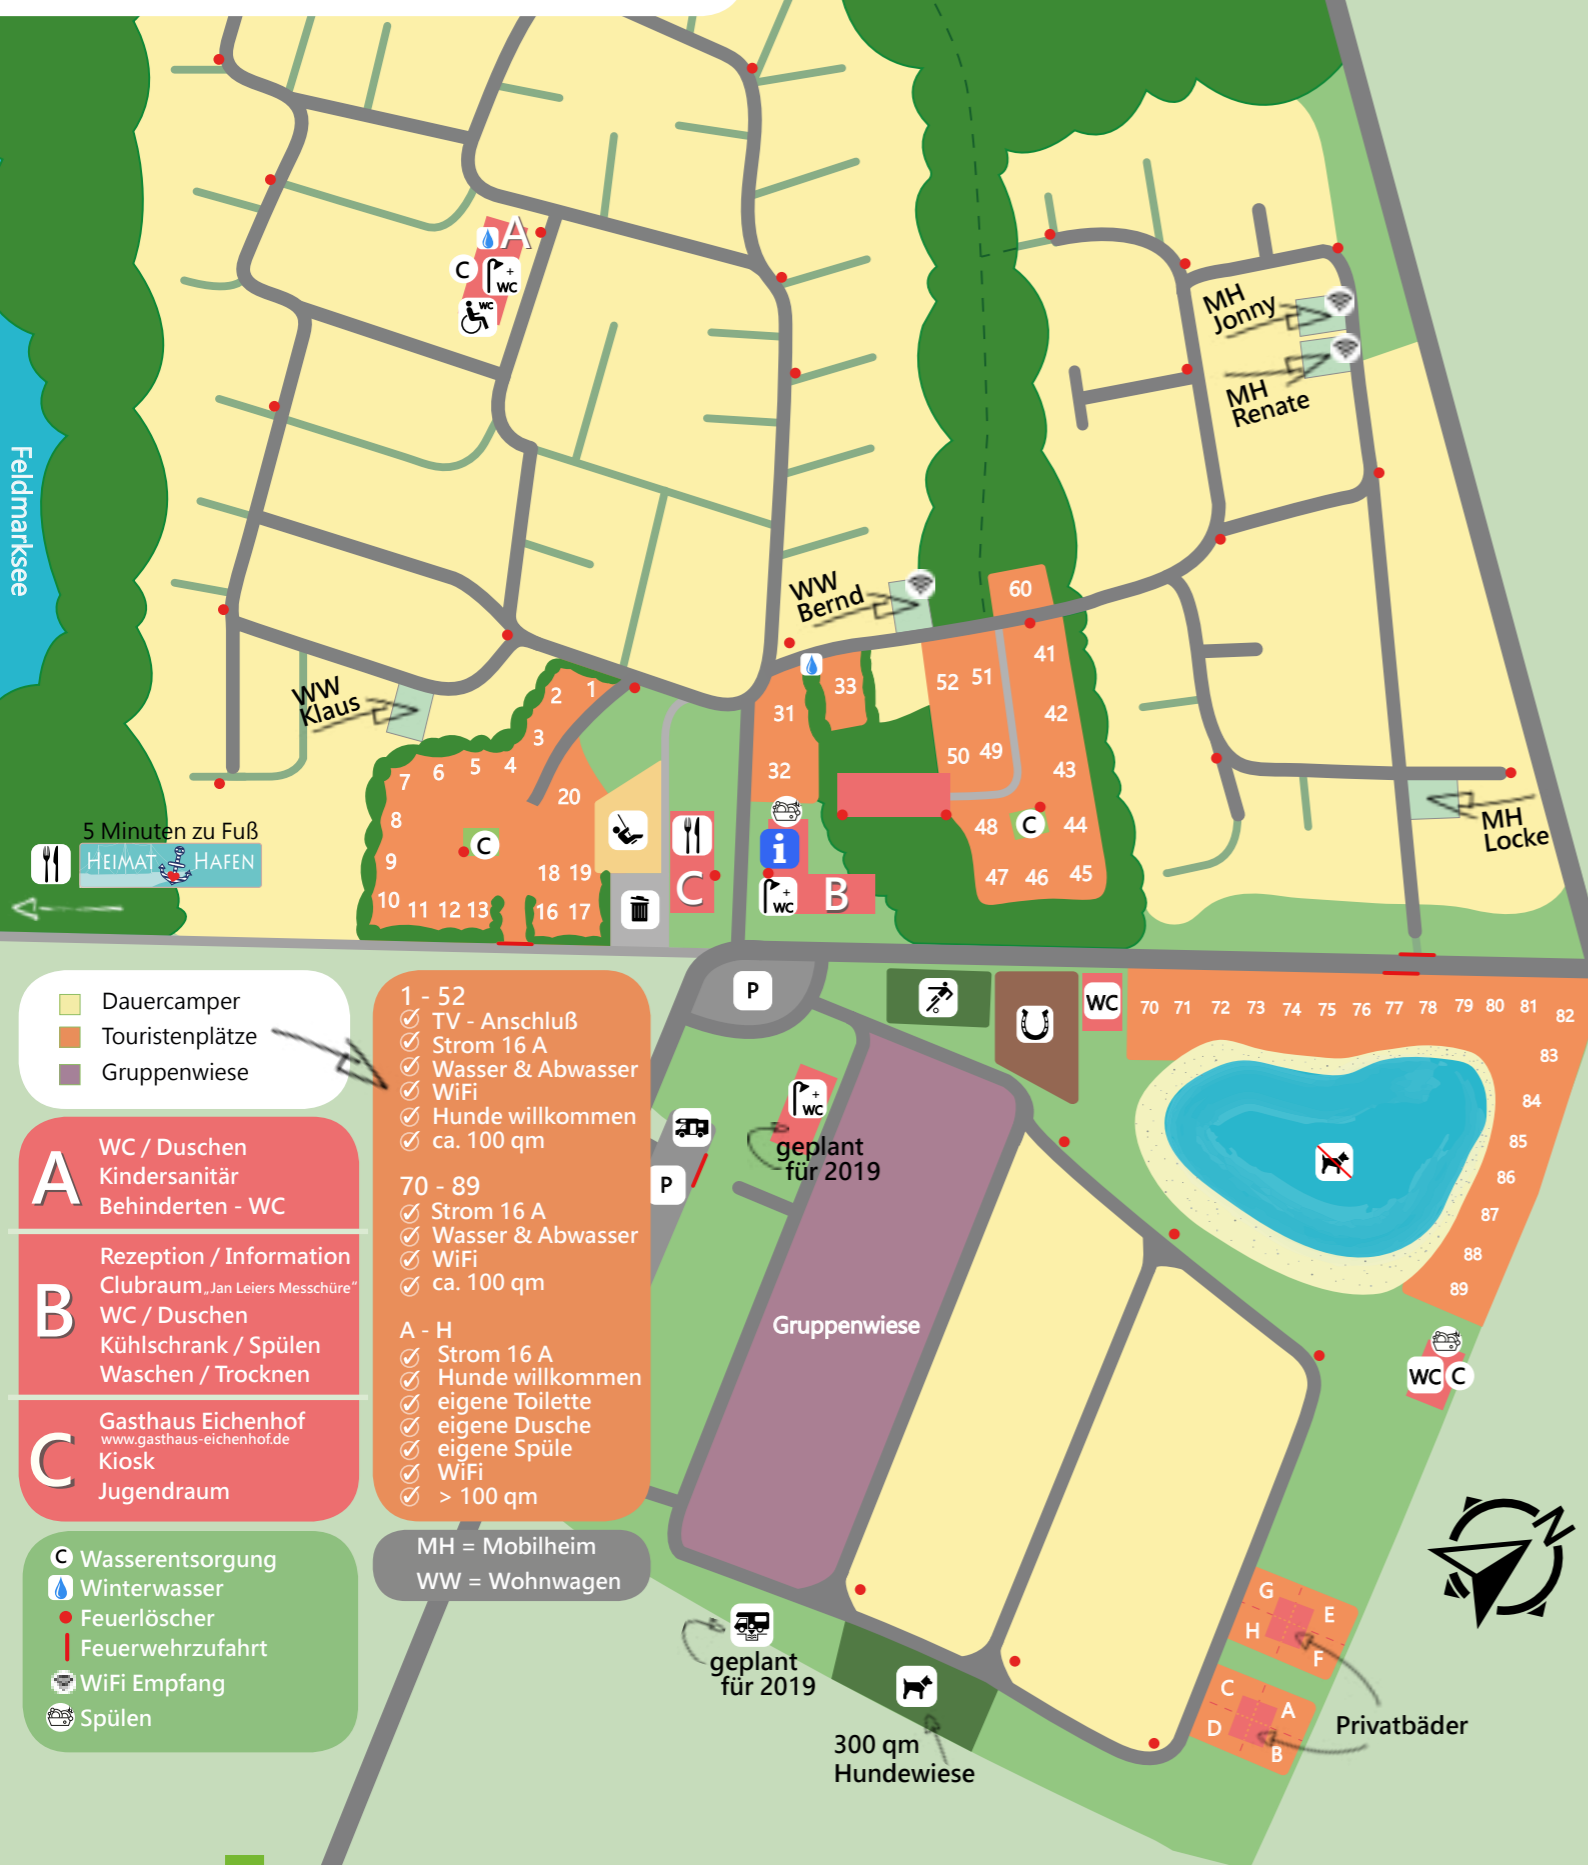 A
C
+
WC
WC
MH
Jonny
MH
Renate
Feldmarksee
WW
Bernd
60
41
52 51
33
42
31
50 49
43
32
48 C 44
47 46 45
WW
Klaus
2 1
3
7 6 5 4
20
8
C
9
18 19
10 11 12 13 16 17
5 Minuten zu Fuß
HEIMAT HAFEN
C
i
+
WC
B
MH
Locke
P
WC
70 71 72 73 74 75 76 77 78 79 80 81 82
83
84
85
86
87
88
89
Dauercamper
Touristenplätze
Gruppenwiese
1 - 52
TV - Anschluß
Strom 16 A
Wasser & Abwasser
WiFi
Hunde willkommen
ca. 100 qm
70 - 89
Strom 16 A
Wasser & Abwasser
WiFi
ca. 100 qm
A - H
Strom 16 A
Hunde willkommen
eigene Toilette
eigene Dusche
eigene Spüle
WiFi
> 100 qm
A
WC / Duschen
Kindersanitär
Behinderten - WC
B
Rezeption / Information
Clubraum „Jan Leiers Messchüre“
WC / Duschen
Kühlschrank / Spülen
Waschen / Trocknen
C
Gasthaus Eichenhof
www.gasthaus-eichenhof.de
Kiosk
Jugendraum
C Wasserentsorgung
Winterwasser
Feuerlöscher
Feuerwehrzufahrt
WiFi Empfang
Spülen
MH = Mobilheim
WW = Wohnwagen
+
WC
geplant
für 2019
P
Gruppenwiese
WC C
N
geplant
für 2019
300 qm
Hundewiese
G E
H F
C A
D B
Privatbäder